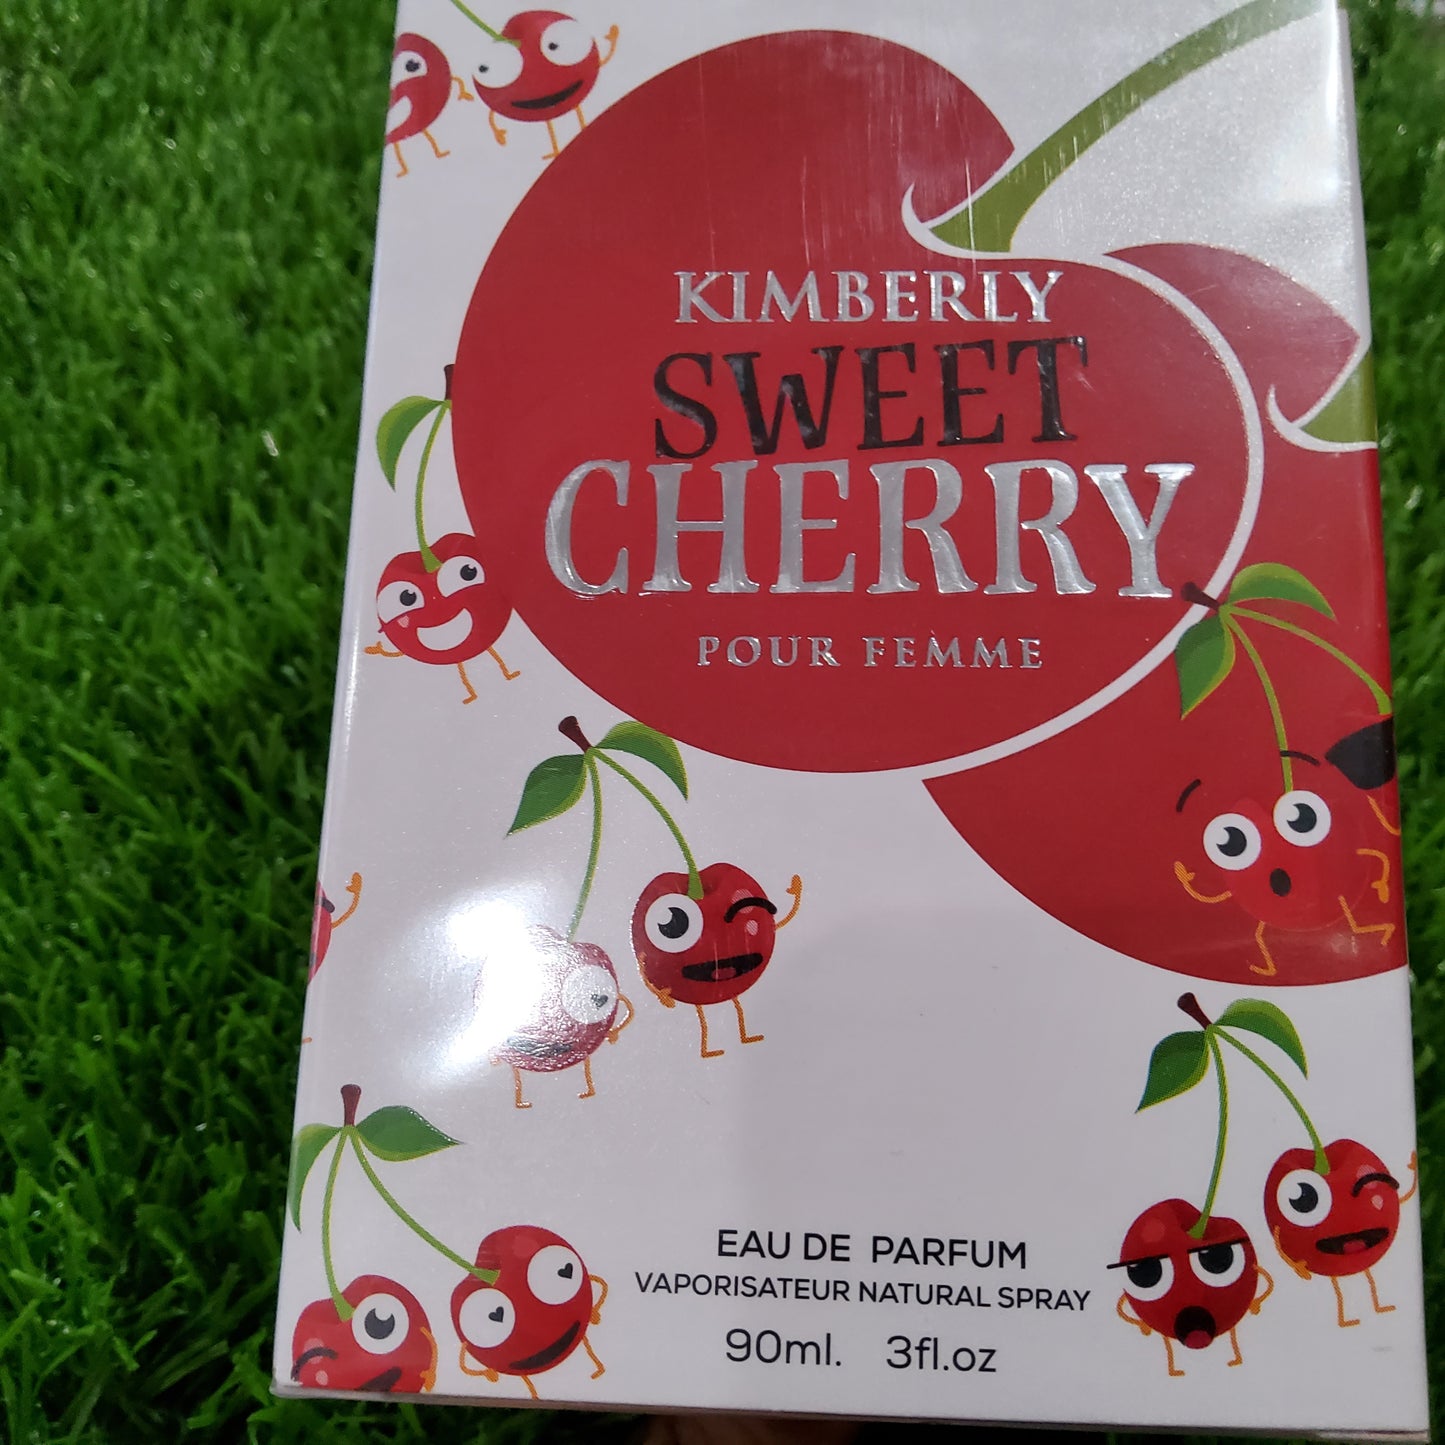 KIMBERLY
SWEET
CHERRY
POUR FEMME
EAU DE PARFUM
VAPORISATEUR NATURAL SPRAY
90ml. 3fl.oz